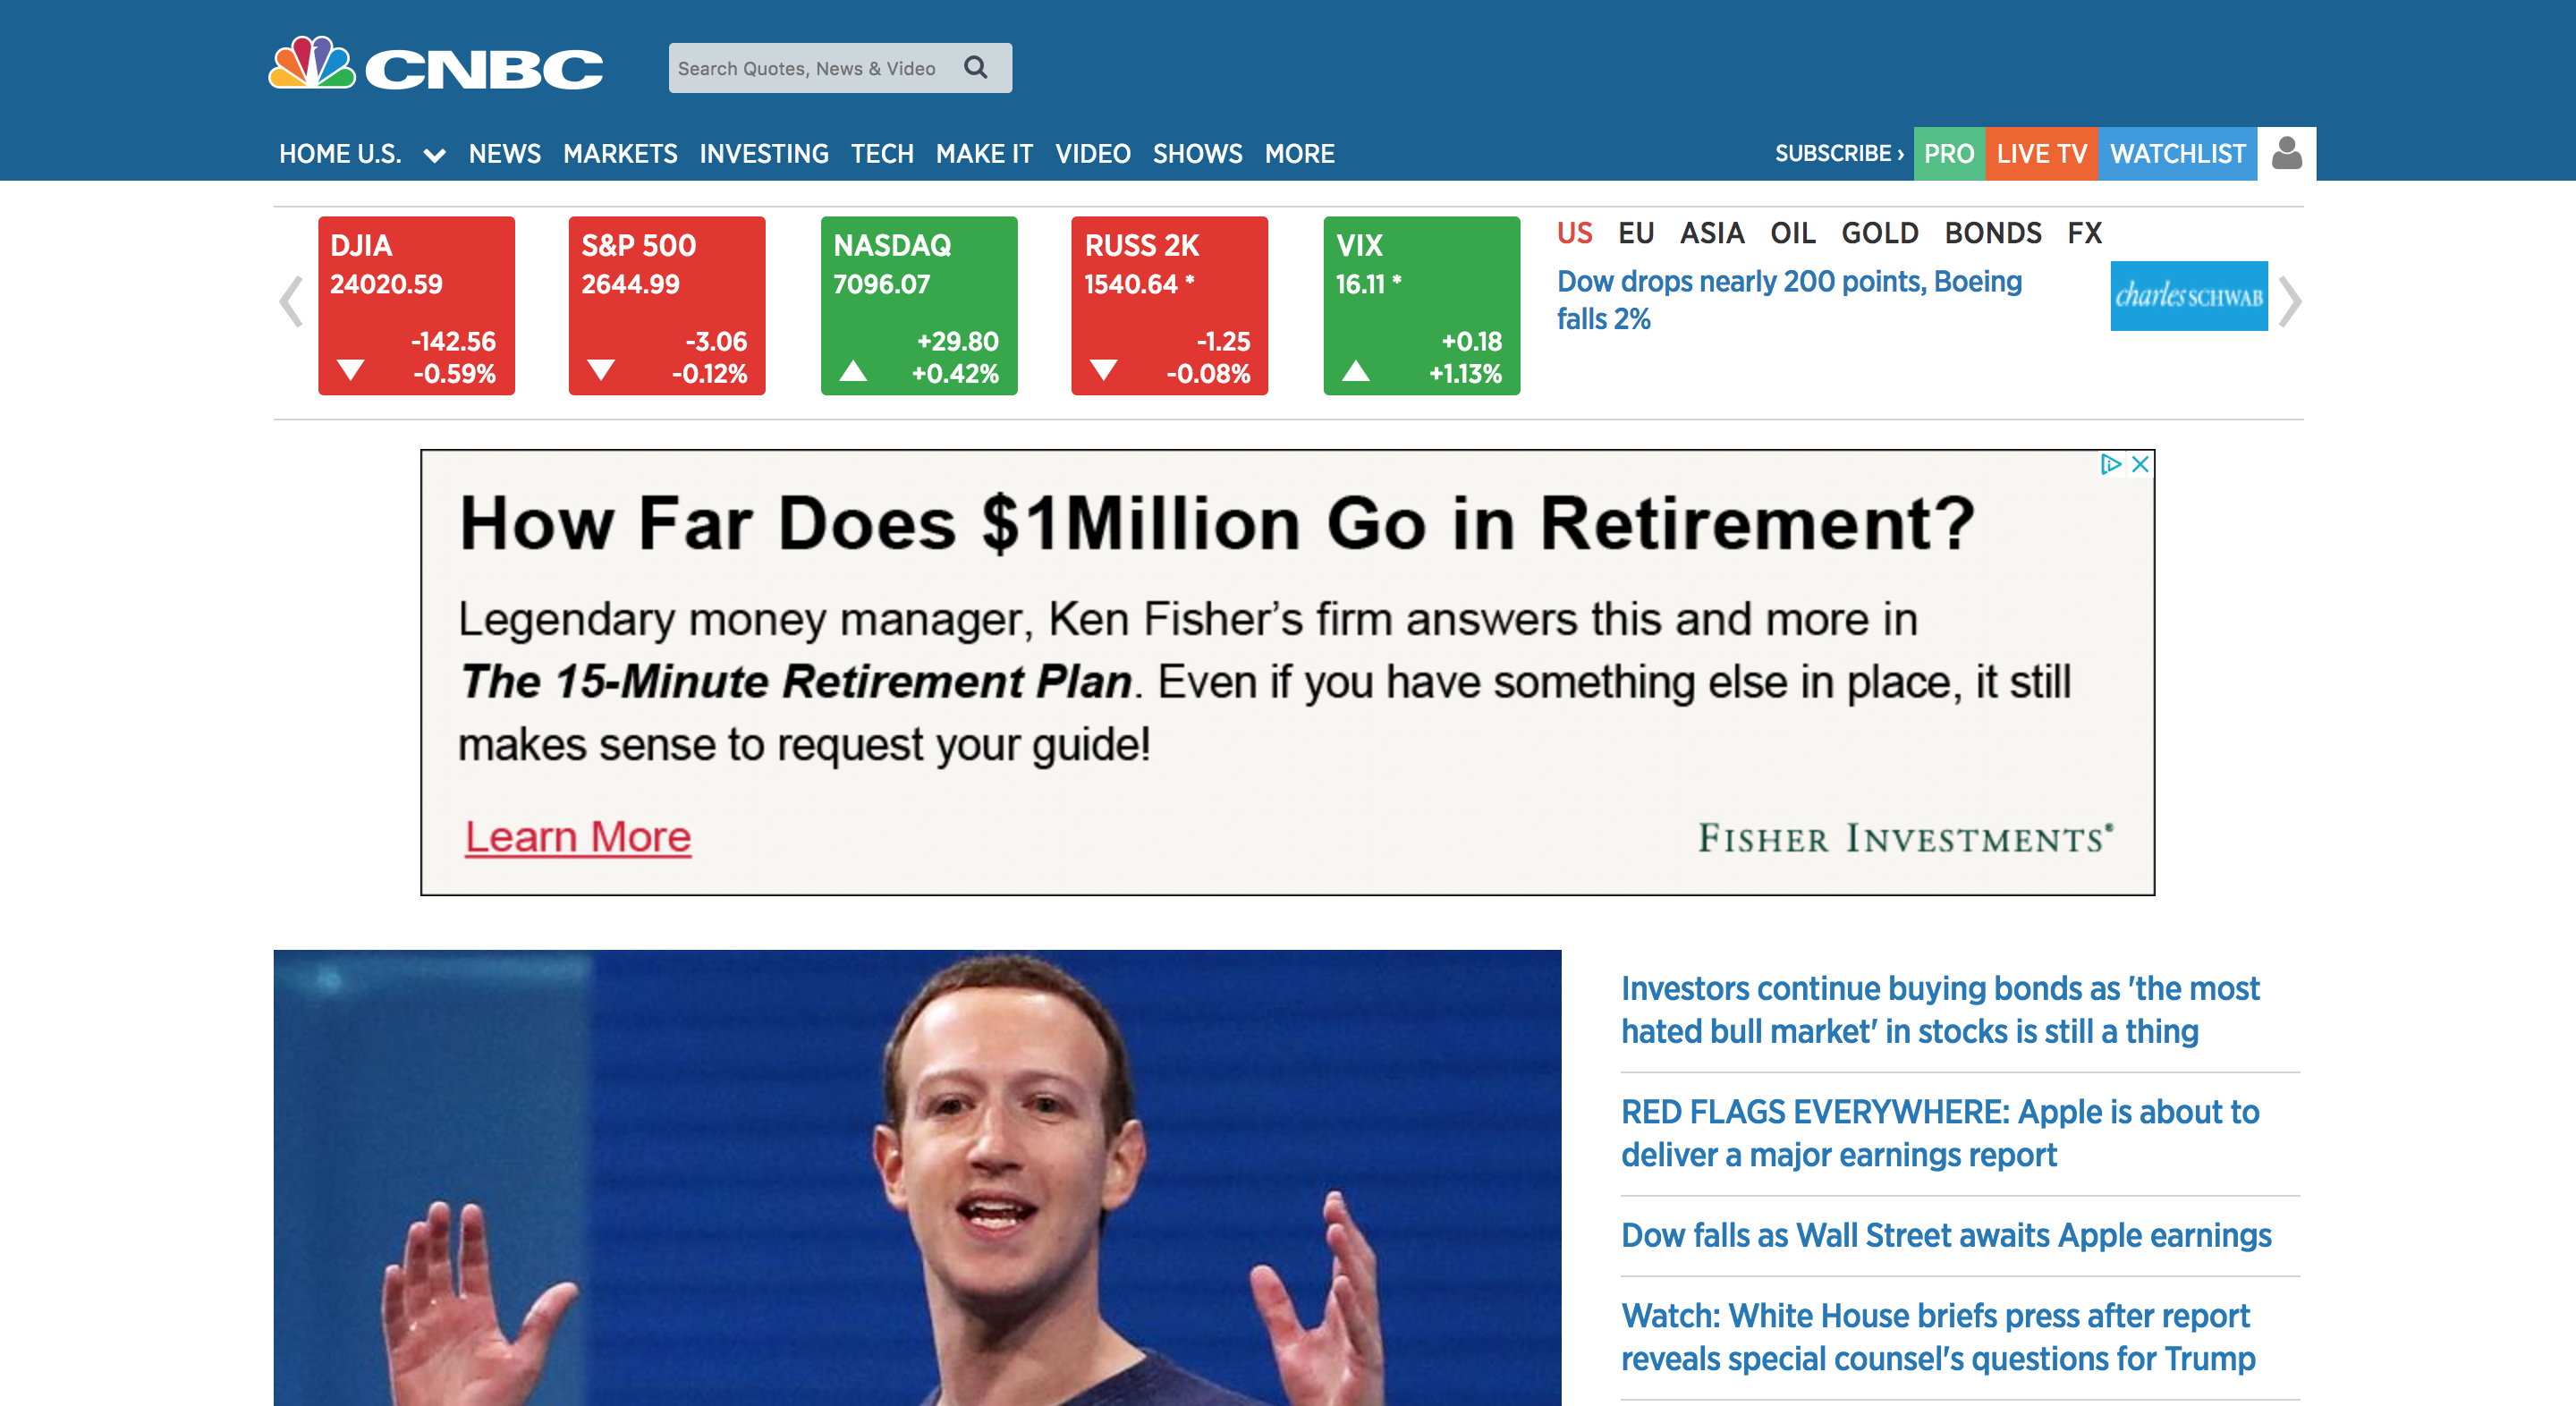 CNBC
Search Quotes, News & Video
HOME U.S. NEWS MARKETS INVESTING TECH MAKE IT VIDEO SHOWS MORE
SUBSCRIBE › PRO LIVE TV WATCHLIST
DJIA
24020.59
-142.56
-0.59%
S&P 500
2644.99
-3.06
-0.12%
NASDAQ
7096.07
+29.80
+0.42%
RUSS 2K
1540.64 *
-1.25
-0.08%
VIX
16.11 *
+0.18
+1.13%
US EU ASIA OIL GOLD BONDS FX
Dow drops nearly 200 points, Boeing
falls 2%
charles SCHWAB
How Far Does $1Million Go in Retirement?
Legendary money manager, Ken Fisher’s firm answers this and more in
The 15-Minute Retirement Plan. Even if you have something else in place, it still
makes sense to request your guide!
Learn More
FISHER INVESTMENTS®
Investors continue buying bonds as 'the most
hated bull market' in stocks is still a thing
RED FLAGS EVERYWHERE: Apple is about to
deliver a major earnings report
Dow falls as Wall Street awaits Apple earnings
Watch: White House briefs press after report
reveals special counsel's questions for Trump